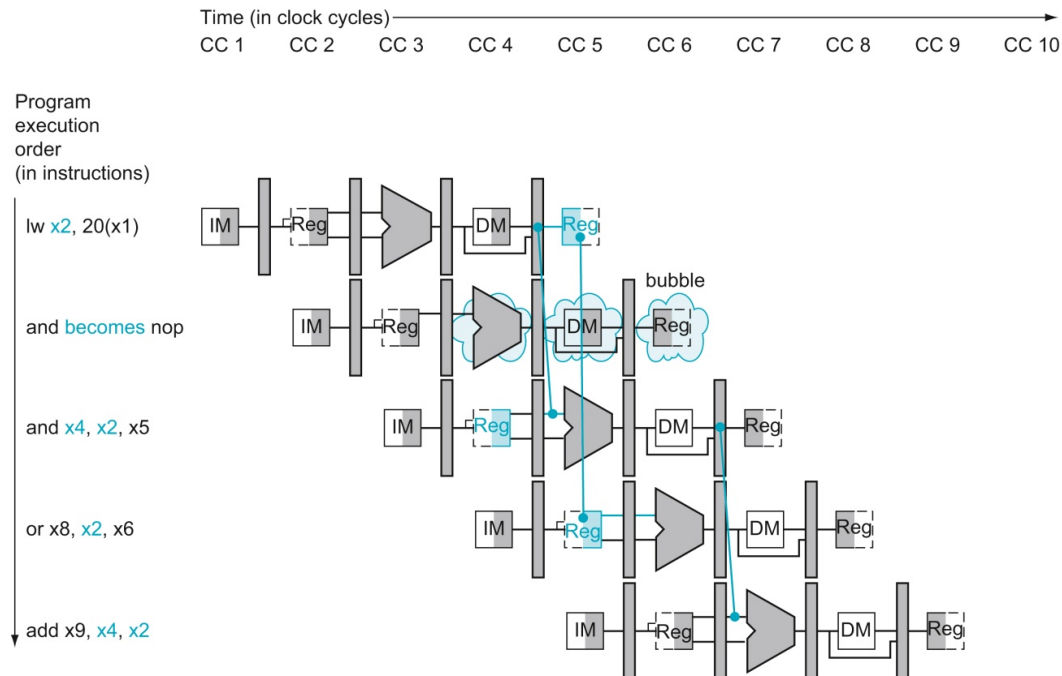 Time (in clock cycles)
CC 1 CC 2 CC 3 CC 4 CC 5 CC 6 CC 7 CC 8 CC 9 CC 10
Program
execution
order
(in instructions)
lw x2, 20(x1)
IM Reg DM Reg
bubble
and becomes nop
IM Reg DM Reg
and x4, x2, x5
IM Reg DM Reg
or x8, x2, x6
IM Reg DM Reg
add x9, x4, x2
IM Reg DM Reg